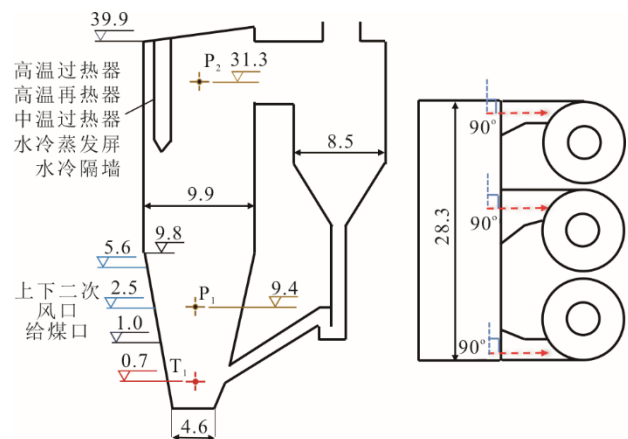 39.9
高温过热器
高温再热器
中温过热器
水冷蒸发屏
水冷隔墙
P₂
31.3
8.5
9.9
9.8
5.6
上下二次
风口
给煤口
2.5
1.0
0.7
P₁
9.4
T₁
4.6
90°
90°
28.3
90°